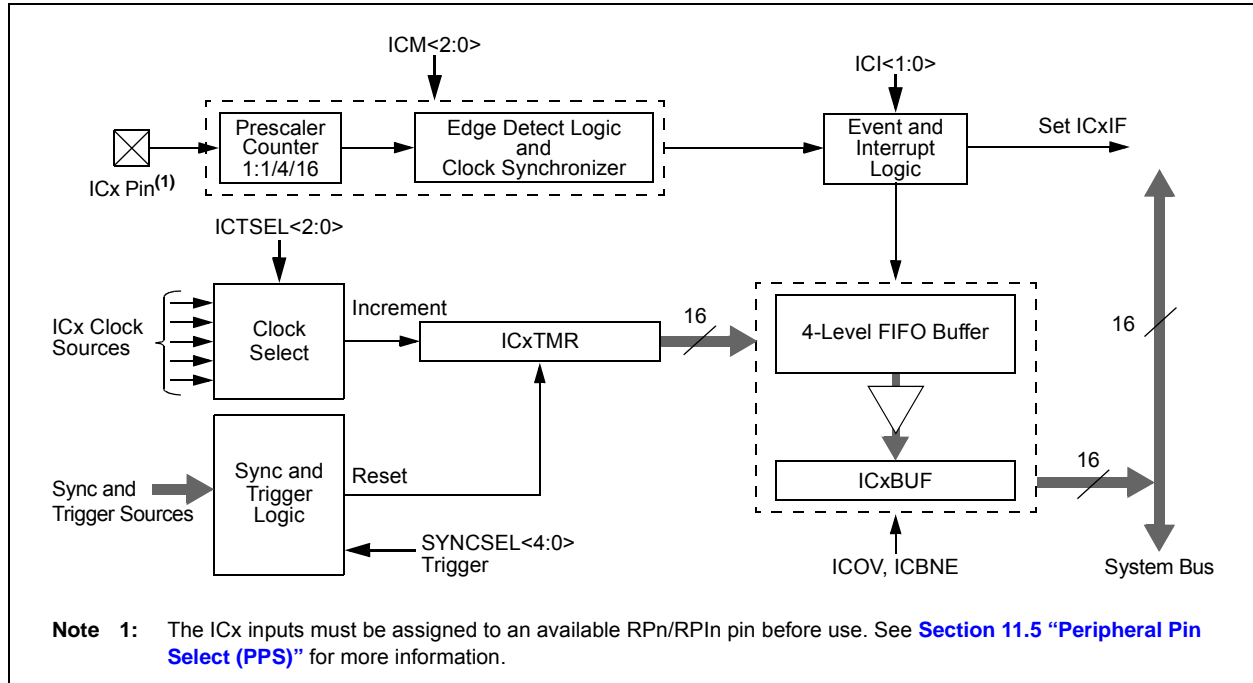 ICM<2:0>
ICI<1:0>
Prescaler
Counter
1:1/4/16
Edge Detect Logic
and
Clock Synchronizer
Event and
Interrupt
Logic
Set ICxIF
ICx Pin(1)
ICTSEL<2:0>
ICx Clock
Sources
Clock
Select
Increment
ICxTMR
16
4-Level FIFO Buffer
16
Sync and
Trigger Sources
Sync and
Trigger
Logic
Reset
ICxBUF
16
SYNCSEL<4:0>
Trigger
ICOV, ICBNE
System Bus
Note 1: The ICx inputs must be assigned to an available RPn/RPIn pin before use. See Section 11.5 “Peripheral Pin
Select (PPS)” for more information.